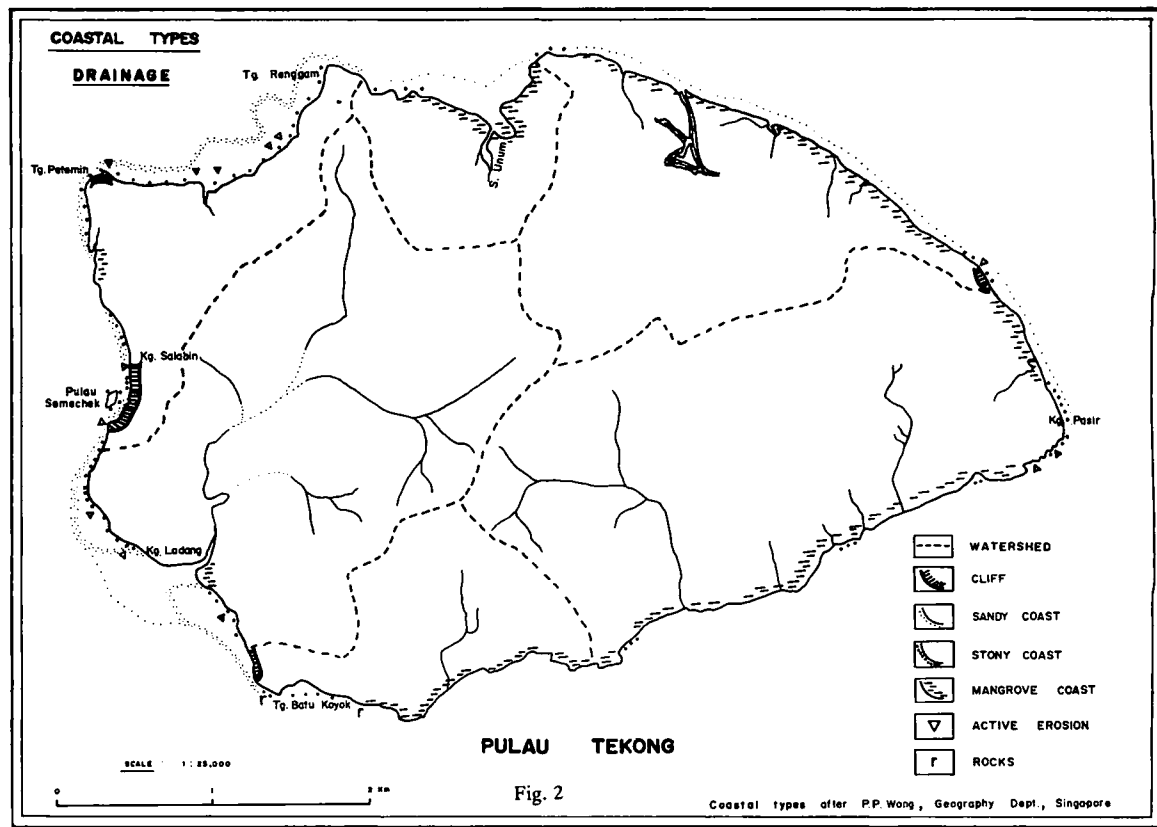 COASTAL TYPES
DRAINAGE
Tg. Renggam
S. Unum
Tg. Petamin
Kg. Salabin
Pulau
Semechek
Kg. Pasir
Kg. Ladang
Tg. Batu Koyok
WATERSHED
CLIFF
SANDY COAST
STONY COAST
MANGROVE COAST
ACTIVE EROSION
r ROCKS
r
r
PULAU TEKONG
SCALE 1 : 25,000
0 1 2 Km
Fig. 2
Coastal types after P.P. Wong, Geography Dept., Singapore